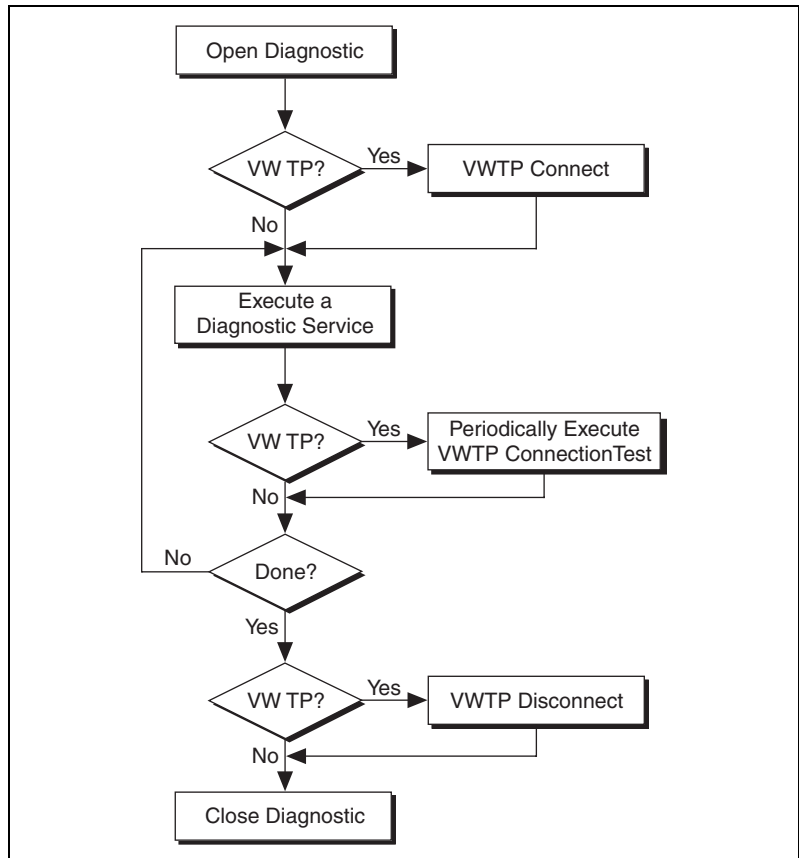 Open Diagnostic
VW TP?
Yes
VWTP Connect
No
Execute a
Diagnostic Service
VW TP?
Yes
Periodically Execute
VWTP ConnectionTest
No
Done?
No
Yes
VW TP?
Yes
VWTP Disconnect
No
Close Diagnostic